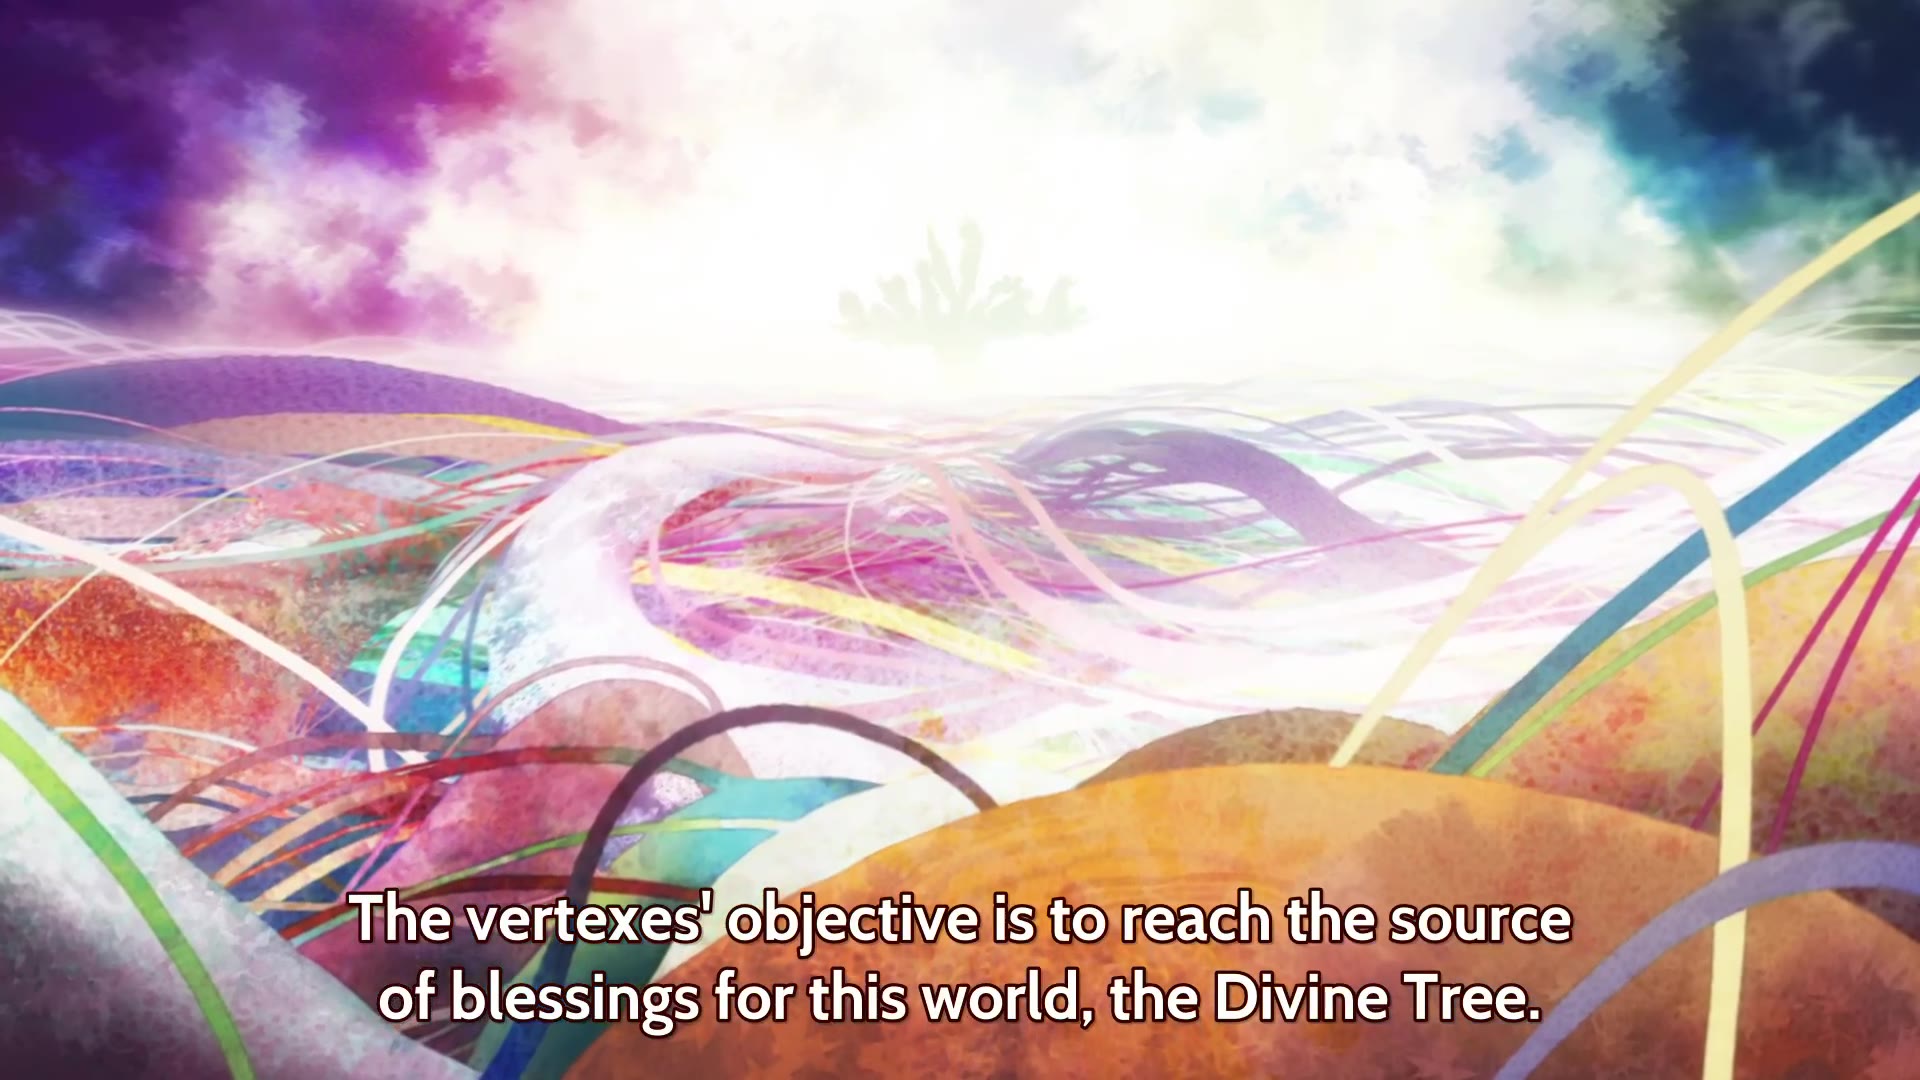 The vertexes' objective is to reach the source
of blessings for this world, the Divine Tree.